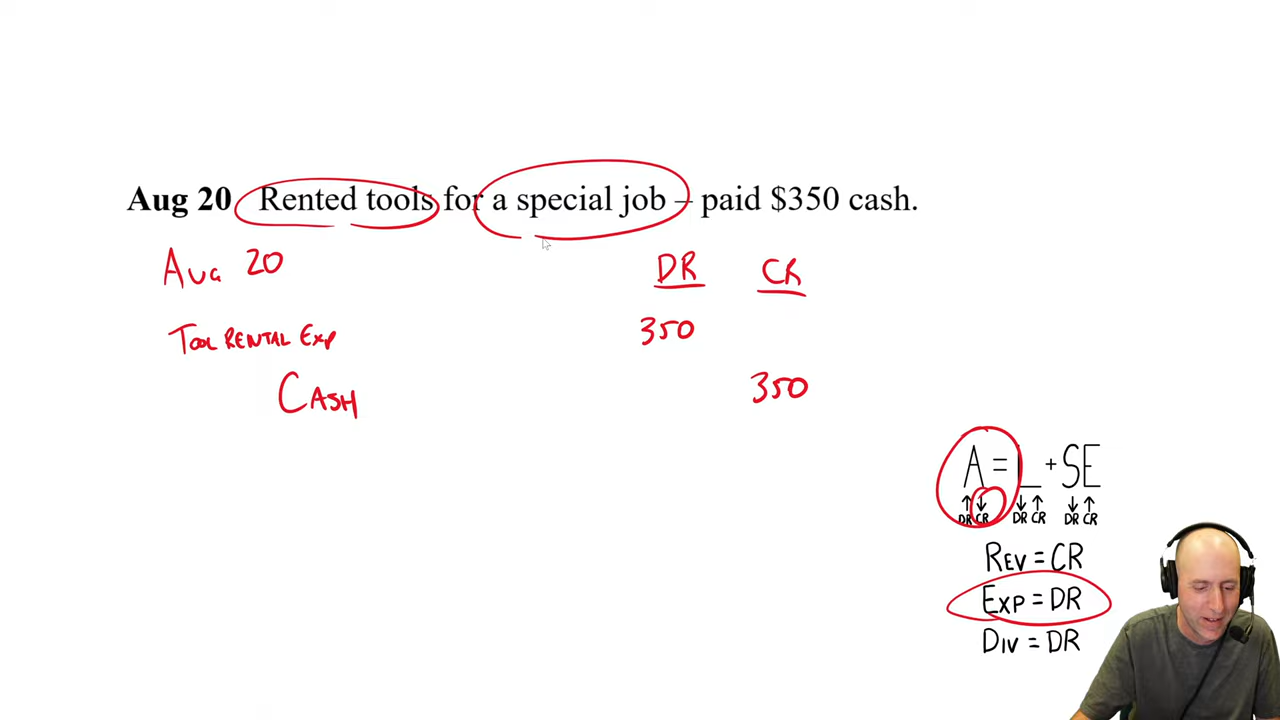 Aug 20 Rented tools for a special job – paid $350 cash.
Aug 20 DR CR
TOOL RENTAL EXP 350
CASH 350
A = L + SE
↑ ↓ ↓ ↑ ↓ ↑
DR CR DR CR DR CR
REV = CR
EXP = DR
DIV = DR